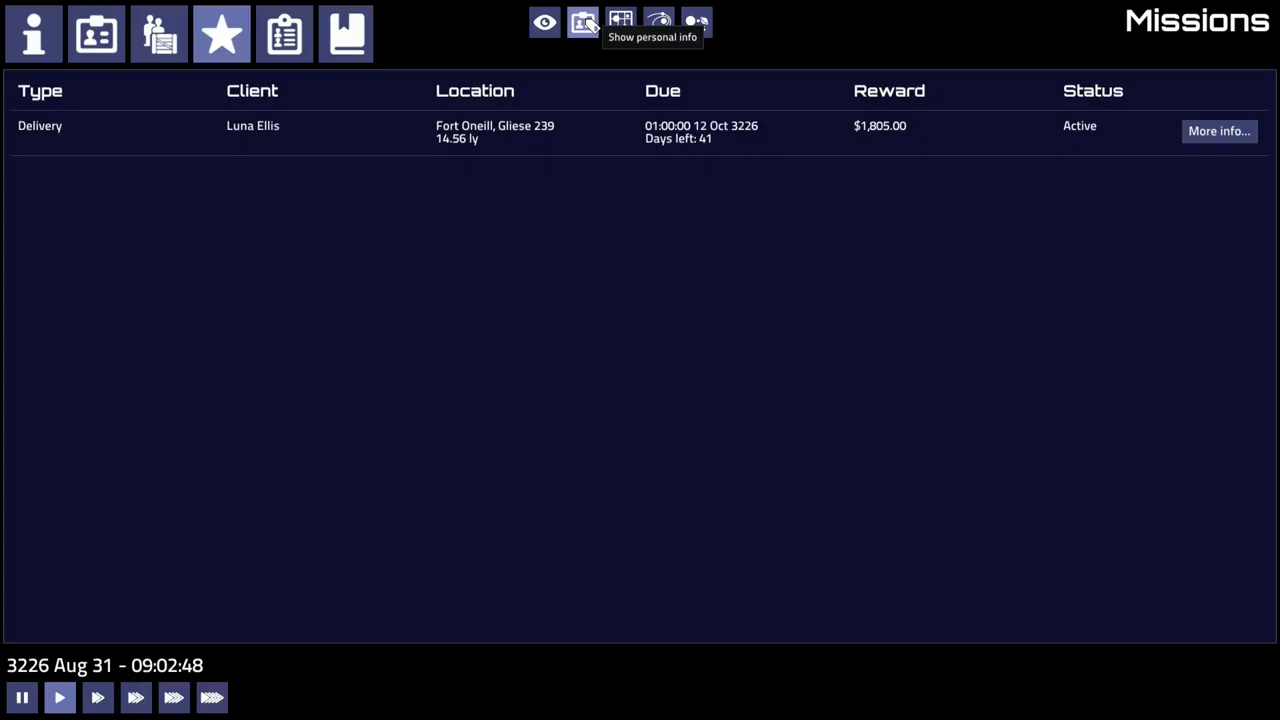 Missions
Show personal info
Type Client Location Due Reward Status
Delivery Luna Ellis Fort Oneill, Gliese 239 01:00:00 12 Oct 3226 $1,805.00 Active More info...
14.56 ly Days left: 41
3226 Aug 31 - 09:02:48